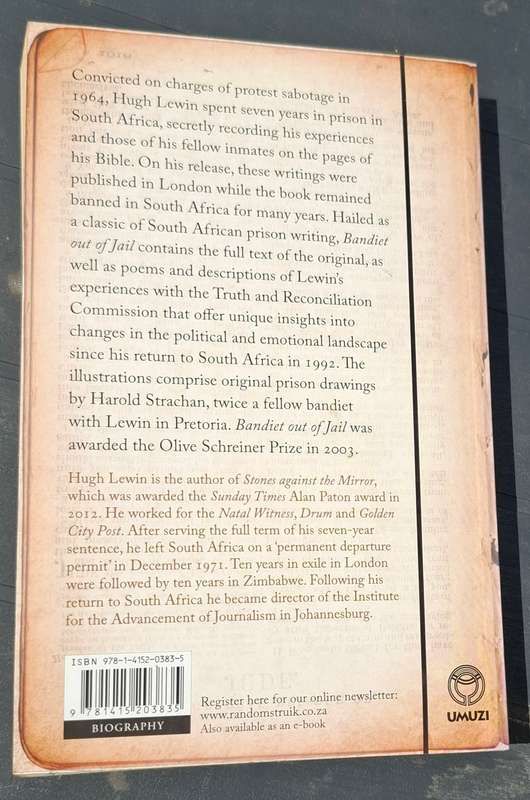 Convicted on charges of protest sabotage in
1964, Hugh Lewin spent seven years in prison in
South Africa, secretly recording his experiences
and those of his fellow inmates on the pages of
his Bible. On his release, these writings were
published in London while the book remained
banned in South Africa for many years. Hailed as
a classic of South African prison writing, Bandiet
out of Jail contains the full text of the original, as
well as poems and descriptions of Lewin's
experiences with the Truth and Reconciliation
Commission that offer unique insights into
changes in the political and emotional landscape
since his return to South Africa in 1992. The
illustrations comprise original prison drawings
by Harold Strachan, twice a fellow bandiet
with Lewin in Pretoria. Bandiet out of Jail was
awarded the Olive Schreiner Prize in 2003.
Hugh Lewin is the author of Stones against the Mirror,
which was awarded the Sunday Times Alan Paton award in
2012. He worked for the Natal Witness, Drum and Golden
City Post. After serving the full term of his seven-year
sentence, he left South Africa on a 'permanent departure
permit' in December 1971. Ten years in exile in London
were followed by ten years in Zimbabwe. Following his
return to South Africa he became director of the Institute
for the Advancement of Journalism in Johannesburg.
ISBN 978-1-4152-0383-5
9 781415 203835
BIOGRAPHY
Register here for our online newsletter:
www.randomstruik.co.za
Also available as an e-book
UMUZI